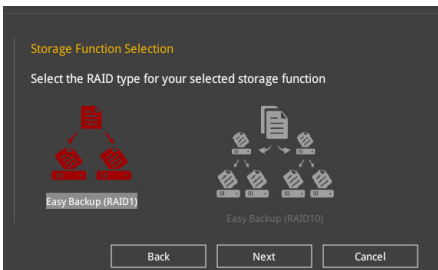 Storage Function Selection
Select the RAID type for your selected storage function
Easy Backup (RAID1)
Easy Backup (RAID10)
Back
Next
Cancel